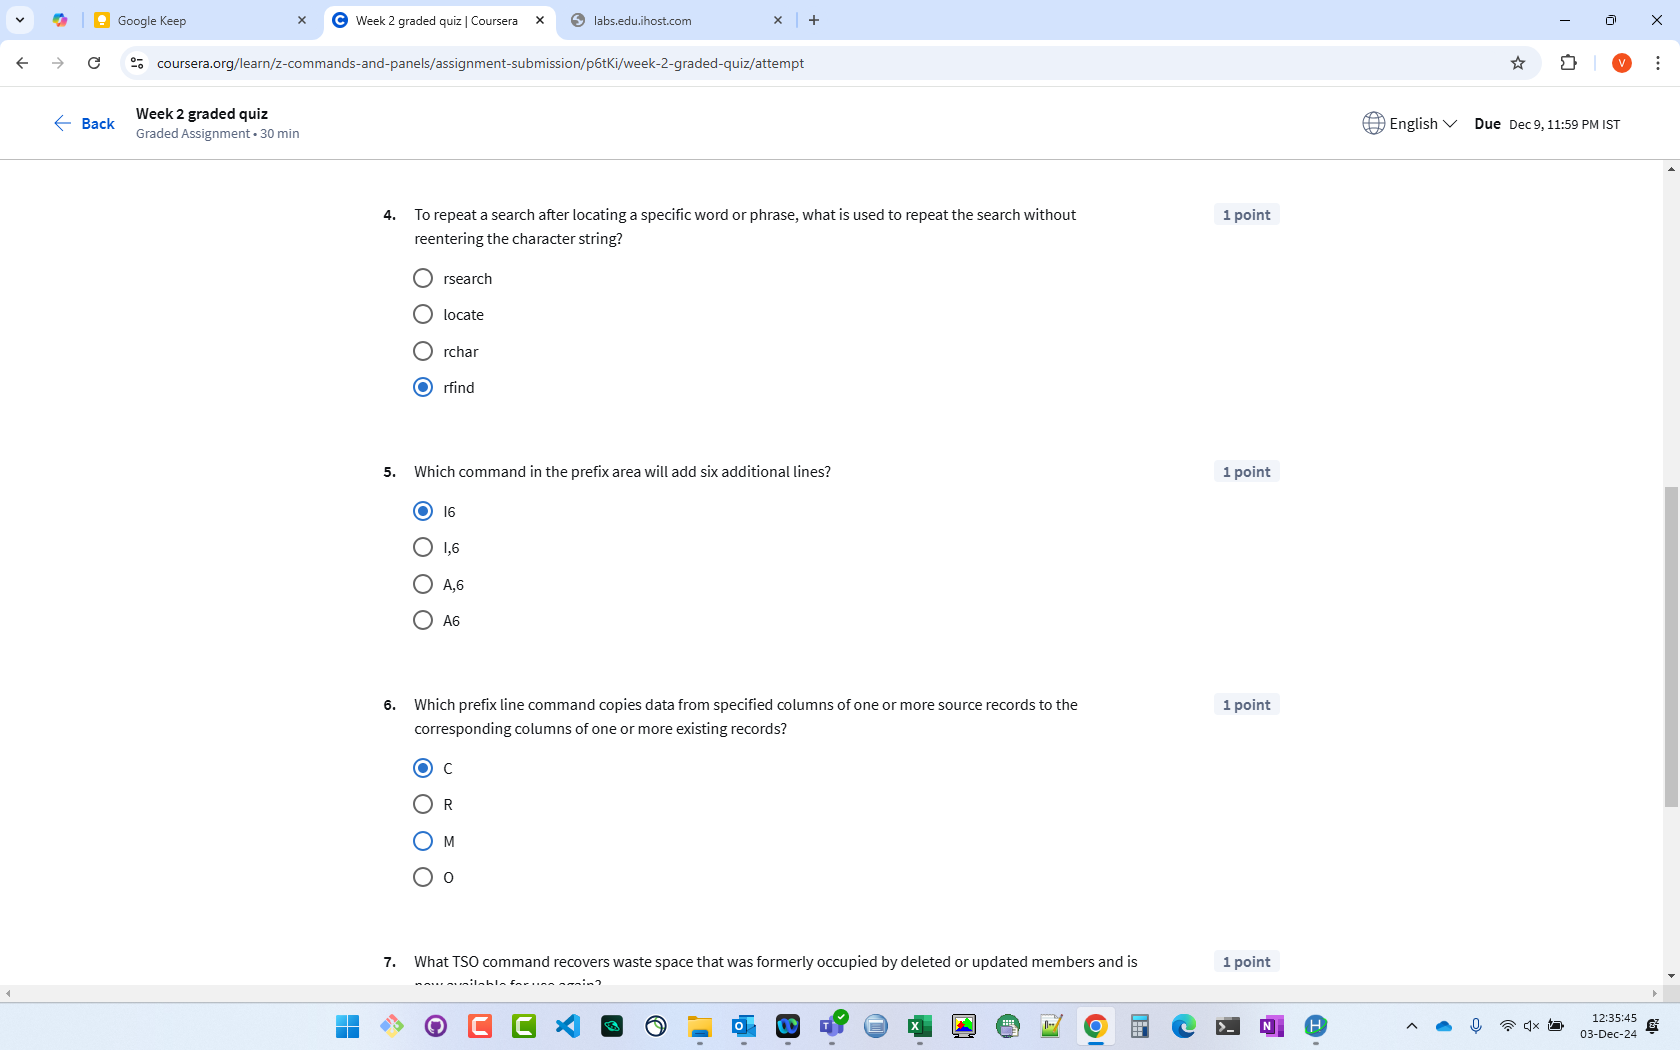 Google Keep
Week 2 graded quiz | Coursera
labs.edu.ihost.com
coursera.org/learn/z-commands-and-panels/assignment-submission/p6tKi/week-2-graded-quiz/attempt
V
Back
Week 2 graded quiz
Graded Assignment • 30 min
English
Due Dec 9, 11:59 PM IST
4. To repeat a search after locating a specific word or phrase, what is used to repeat the search without
reentering the character string?
1 point
rsearch
locate
rchar
rfind
5. Which command in the prefix area will add six additional lines?
1 point
I6
I,6
A,6
A6
6. Which prefix line command copies data from specified columns of one or more source records to the
corresponding columns of one or more existing records?
1 point
C
R
M
O
7. What TSO command recovers waste space that was formerly occupied by deleted or updated members and is
now available for use again?
1 point
12:35:45
03-Dec-24